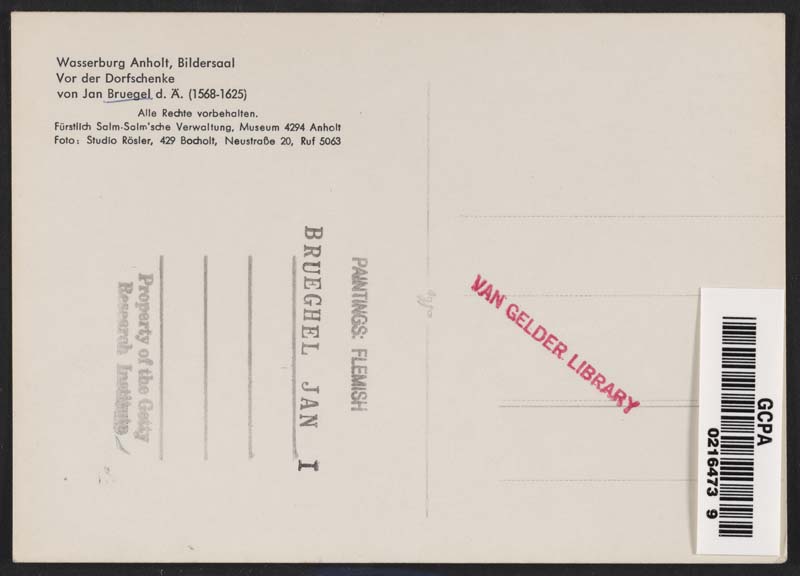 Wasserburg Anholt, Bildersaal
Vor der Dorfschenke
von Jan Bruegel d. Ä. (1568-1625)
Alle Rechte vorbehalten.
Fürstlich Salm-Salm'sche Verwaltung, Museum 4294 Anholt
Foto: Studio Rösler, 429 Bocholt, Neustraße 20, Ruf 5063
PAINTINGS: FLEMISH
BRUEGHEL JAN I
Property of the Getty
Research Institute
VAN GELDER LIBRARY
GCPA
0216473 9